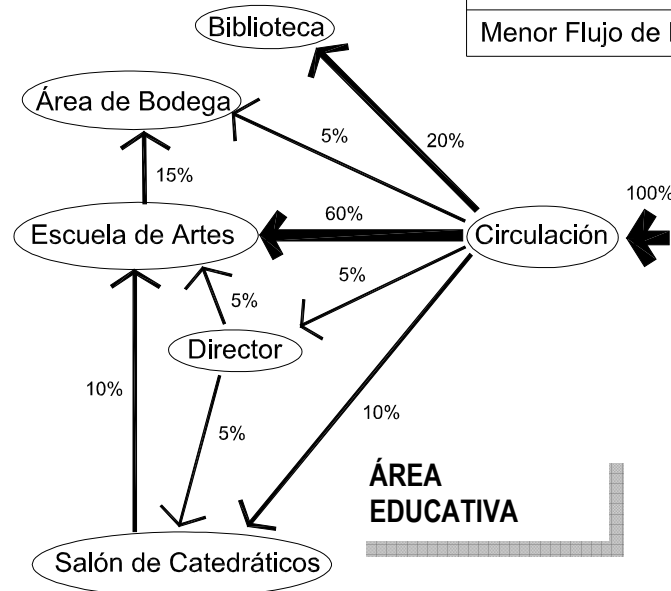 Biblioteca
Menor Flujo de
Área de Bodega
5%
20%
15%
100%
60%
Escuela de Artes
Circulación
5%
5%
Director
10%
5%
10%
ÁREA
EDUCATIVA
Salón de Catedráticos